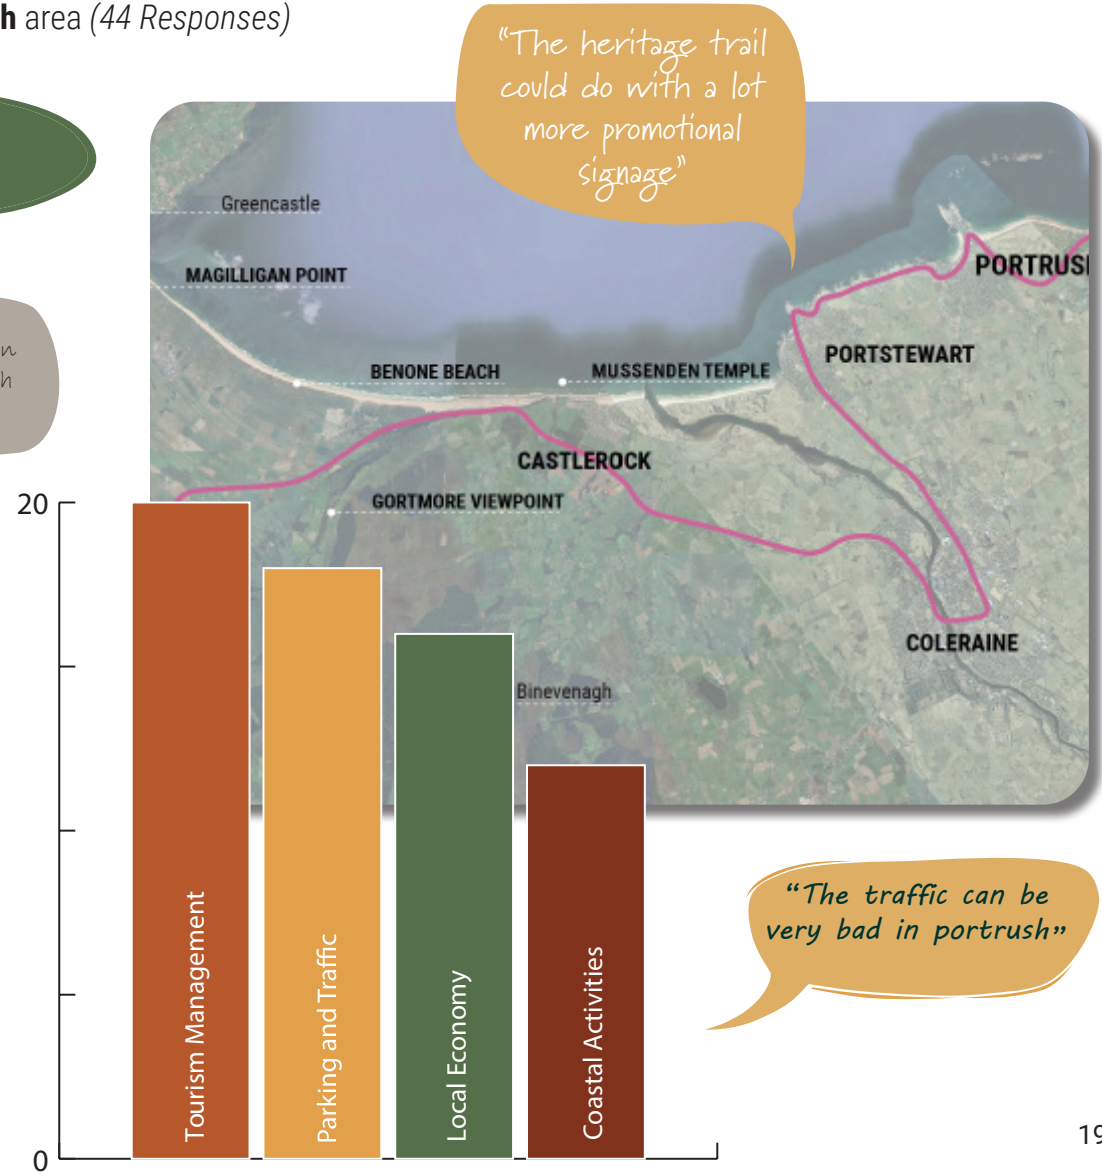 h area (44 Responses)
“The heritage trail
could do with a lot
more promotional
signage”
Greencastle
MAGILLIGAN POINT
PORTRUS
n
h
PORTSTEWART
BENONE BEACH
MUSSENDEN TEMPLE
CASTLEROCK
GORTMORE VIEWPOINT
COLERAINE
Binevenagh
20
Tourism Management
Parking and Traffic
Local Economy
Coastal Activities
0
“The traffic can be
very bad in portrush”
19